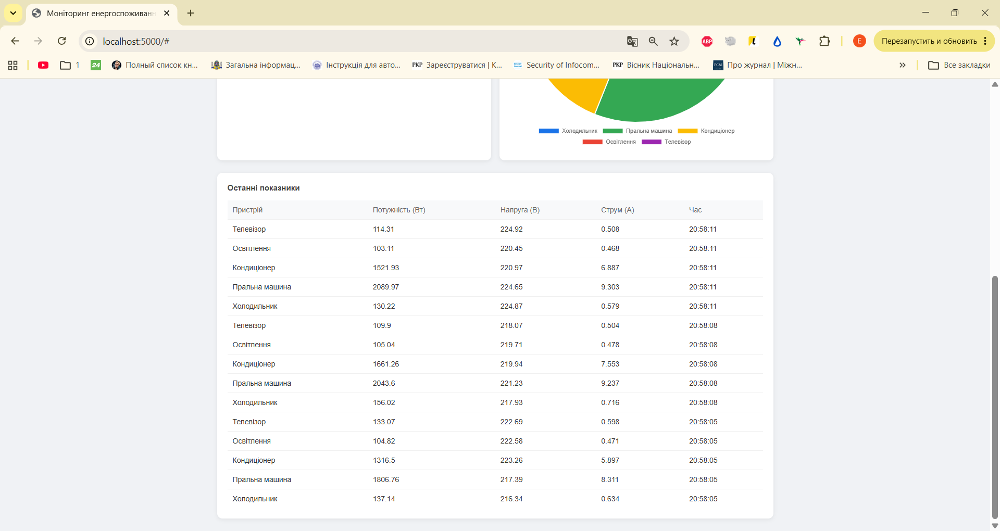 Моніторинг енергоспоживанн
localhost:5000/#
ABP
L
E
Перезапустить и обновить
1
24
Полный список кн...
Загальна інформац...
Інструкція для авто...
PKP Зареєструватися | К...
Security of Infocom...
PKP Вісник Національн...
PC&I Про журнал | Міжн...
Все закладки
Холодильник Пральна машина Кондиціонер
Освітлення Телевізор
Останні показники
Пристрій Потужність (Вт) Напруга (В) Струм (А) Час
Телевізор 114.31 224.92 0.508 20:58:11
Освітлення 103.11 220.45 0.468 20:58:11
Кондиціонер 1521.93 220.97 6.887 20:58:11
Пральна машина 2089.97 224.65 9.303 20:58:11
Холодильник 130.22 224.87 0.579 20:58:11
Телевізор 109.9 218.07 0.504 20:58:08
Освітлення 105.04 219.71 0.478 20:58:08
Кондиціонер 1661.26 219.94 7.553 20:58:08
Пральна машина 2043.6 221.23 9.237 20:58:08
Холодильник 156.02 217.93 0.716 20:58:08
Телевізор 133.07 222.69 0.598 20:58:05
Освітлення 104.82 222.58 0.471 20:58:05
Кондиціонер 1316.5 223.26 5.897 20:58:05
Пральна машина 1806.76 217.39 8.311 20:58:05
Холодильник 137.14 216.34 0.634 20:58:05